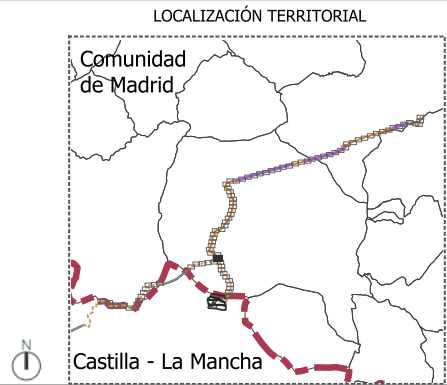 LOCALIZACIÓN TERRITORIAL
Comunidad
de Madrid
N
Castilla - La Mancha